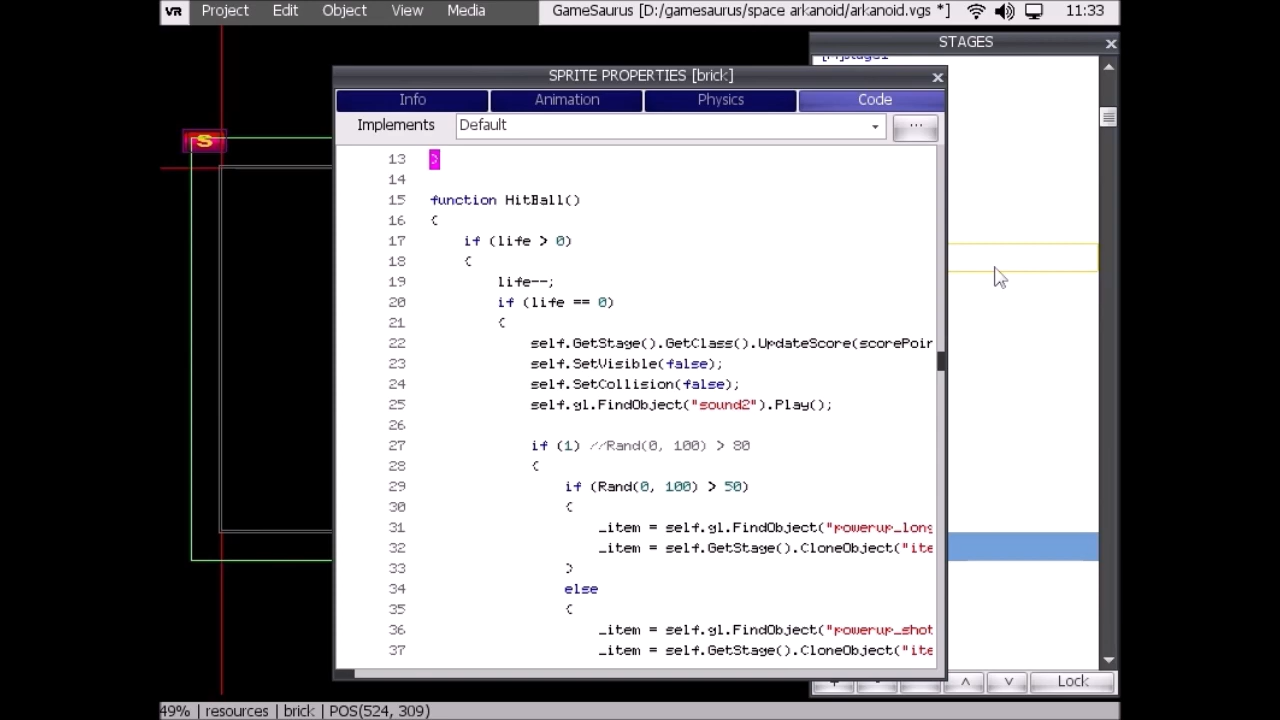 VR Project Edit Object View Media GameSaurus [D:/gamesaurus/space arkanoid/arkanoid.vgs *] 11:33
STAGES x
SPRITE PROPERTIES [brick] x
Info Animation Physics Code
Implements Default ...
S
13 }
14
15 function HitBall()
16 {
17 if (life > 0)
18 {
19 life--;
20 if (life == 0)
21 {
22 self.GetStage().GetClass().UpdateScore(scorePoin
23 self.SetVisible(false);
24 self.SetCollision(false);
25 self.gl.FindObject("sound2").Play();
26
27 if (1) //Rand(0, 100) > 80
28 {
29 if (Rand(0, 100) > 50)
30 {
31 _item = self.gl.FindObject("powerup_long
32 _item = self.GetStage().CloneObject("ite
33 }
34 else
35 {
36 _item = self.gl.FindObject("powerup_shot
37 _item = self.GetStage().CloneObject("ite
Lock
49% | resources | brick | POS(524, 309)